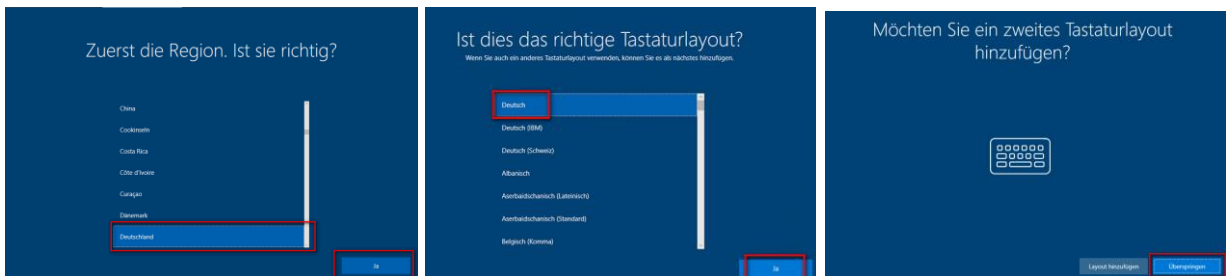 Zuerst die Region. Ist sie richtig?
China
Cookinseln
Costa Rica
Côte d'Ivoire
Curaçao
Dänemark
Deutschland
Ja
Ist dies das richtige Tastaturlayout?
Wenn Sie auch ein anderes Tastaturlayout verwenden, können Sie es als nächstes hinzufügen.
Deutsch
Deutsch (IBM)
Deutsch (Schweiz)
Albanisch
Aserbaidschanisch (Lateinisch)
Aserbaidschanisch (Standard)
Belgisch (Komma)
Ja
Möchten Sie ein zweites Tastaturlayout
hinzufügen?
Layout hinzufügen
Überspringen